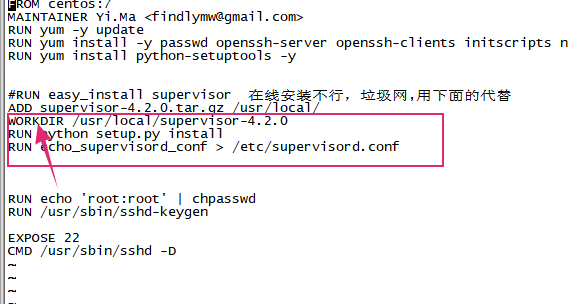 FROM centos:7
MAINTAINER Yi.Ma <findlymw@gmail.com>
RUN yum -y update
RUN yum install -y passwd openssh-server openssh-clients initscripts n
RUN yum install python-setuptools -y
#RUN easy_install supervisor 在线安装不行，垃圾网,用下面的代替
ADD supervisor-4.2.0.tar.gz /usr/local/
WORKDIR /usr/local/supervisor-4.2.0
RUN python setup.py install
RUN echo_supervisord_conf > /etc/supervisord.conf
RUN echo 'root:root' | chpasswd
RUN /usr/sbin/sshd-keygen
EXPOSE 22
CMD /usr/sbin/sshd -D
~
~
~
~